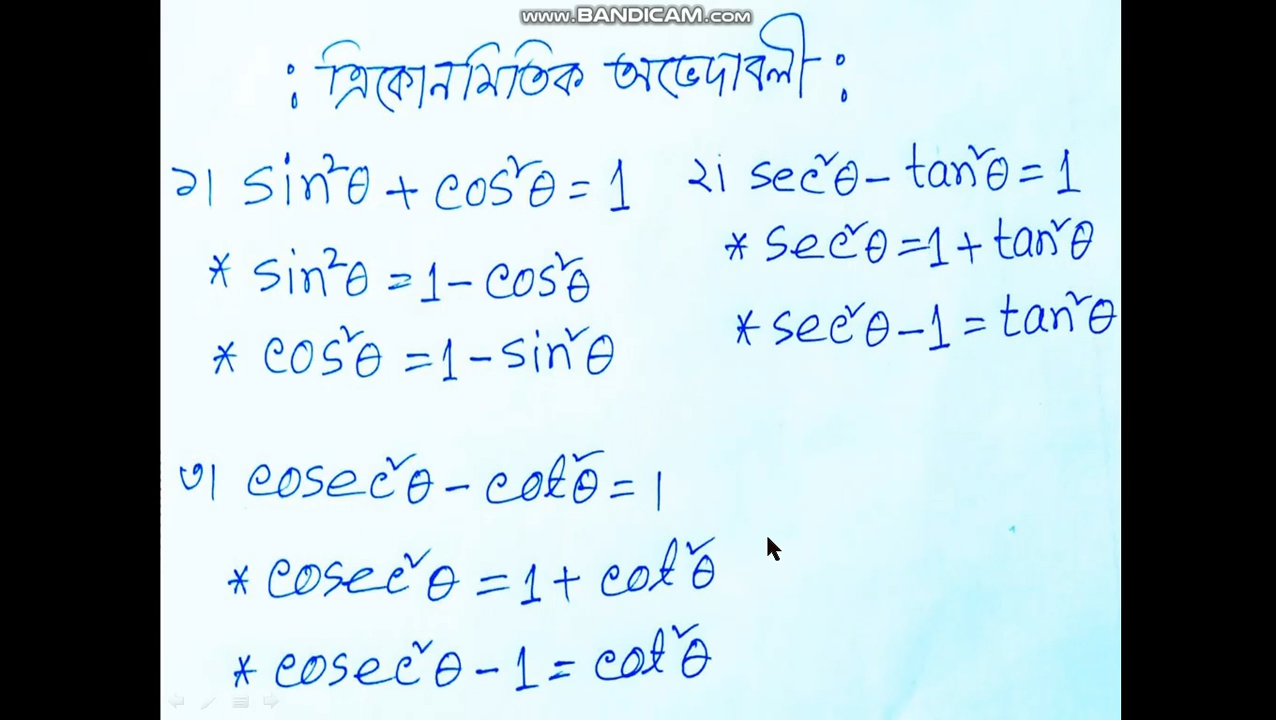 www.BANDICAM.com
: ত্রিকোনমিতিক অভেদাবলী :
১। sin²θ + cos²θ = 1
* sin²θ = 1 - cos²θ
* cos²θ = 1 - sin²θ
২। sec²θ - tan²θ = 1
* sec²θ = 1 + tan²θ
* sec²θ - 1 = tan²θ
৩। cosec²θ - cot²θ = 1
* cosec²θ = 1 + cot²θ
* cosec²θ - 1 = cot²θ